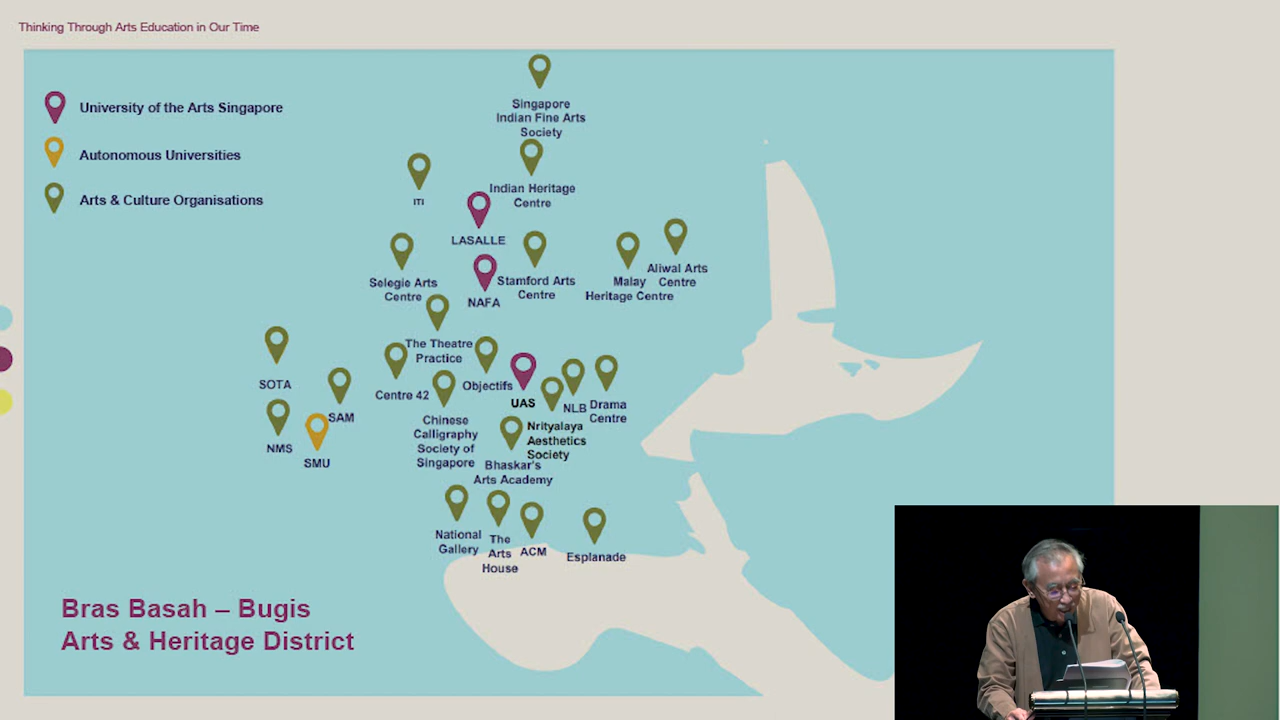 Thinking Through Arts Education in Our Time
University of the Arts Singapore
Autonomous Universities
Arts & Culture Organisations
Singapore
Indian Fine Arts
Society
ITI
Indian Heritage
Centre
LASALLE
Selegie Arts
Centre
NAFA
Stamford Arts
Centre
Malay
Heritage Centre
Aliwal Arts
Centre
The Theatre
Practice
SOTA
SAM
Centre 42
Objectifs
UAS
NLB
Drama
Centre
NMS
SMU
Chinese
Calligraphy
Society of
Singapore
Nrityalaya
Aesthetics
Society
Bhaskar's
Arts Academy
National
Gallery
The
Arts
House
ACM
Esplanade
Bras Basah – Bugis
Arts & Heritage District